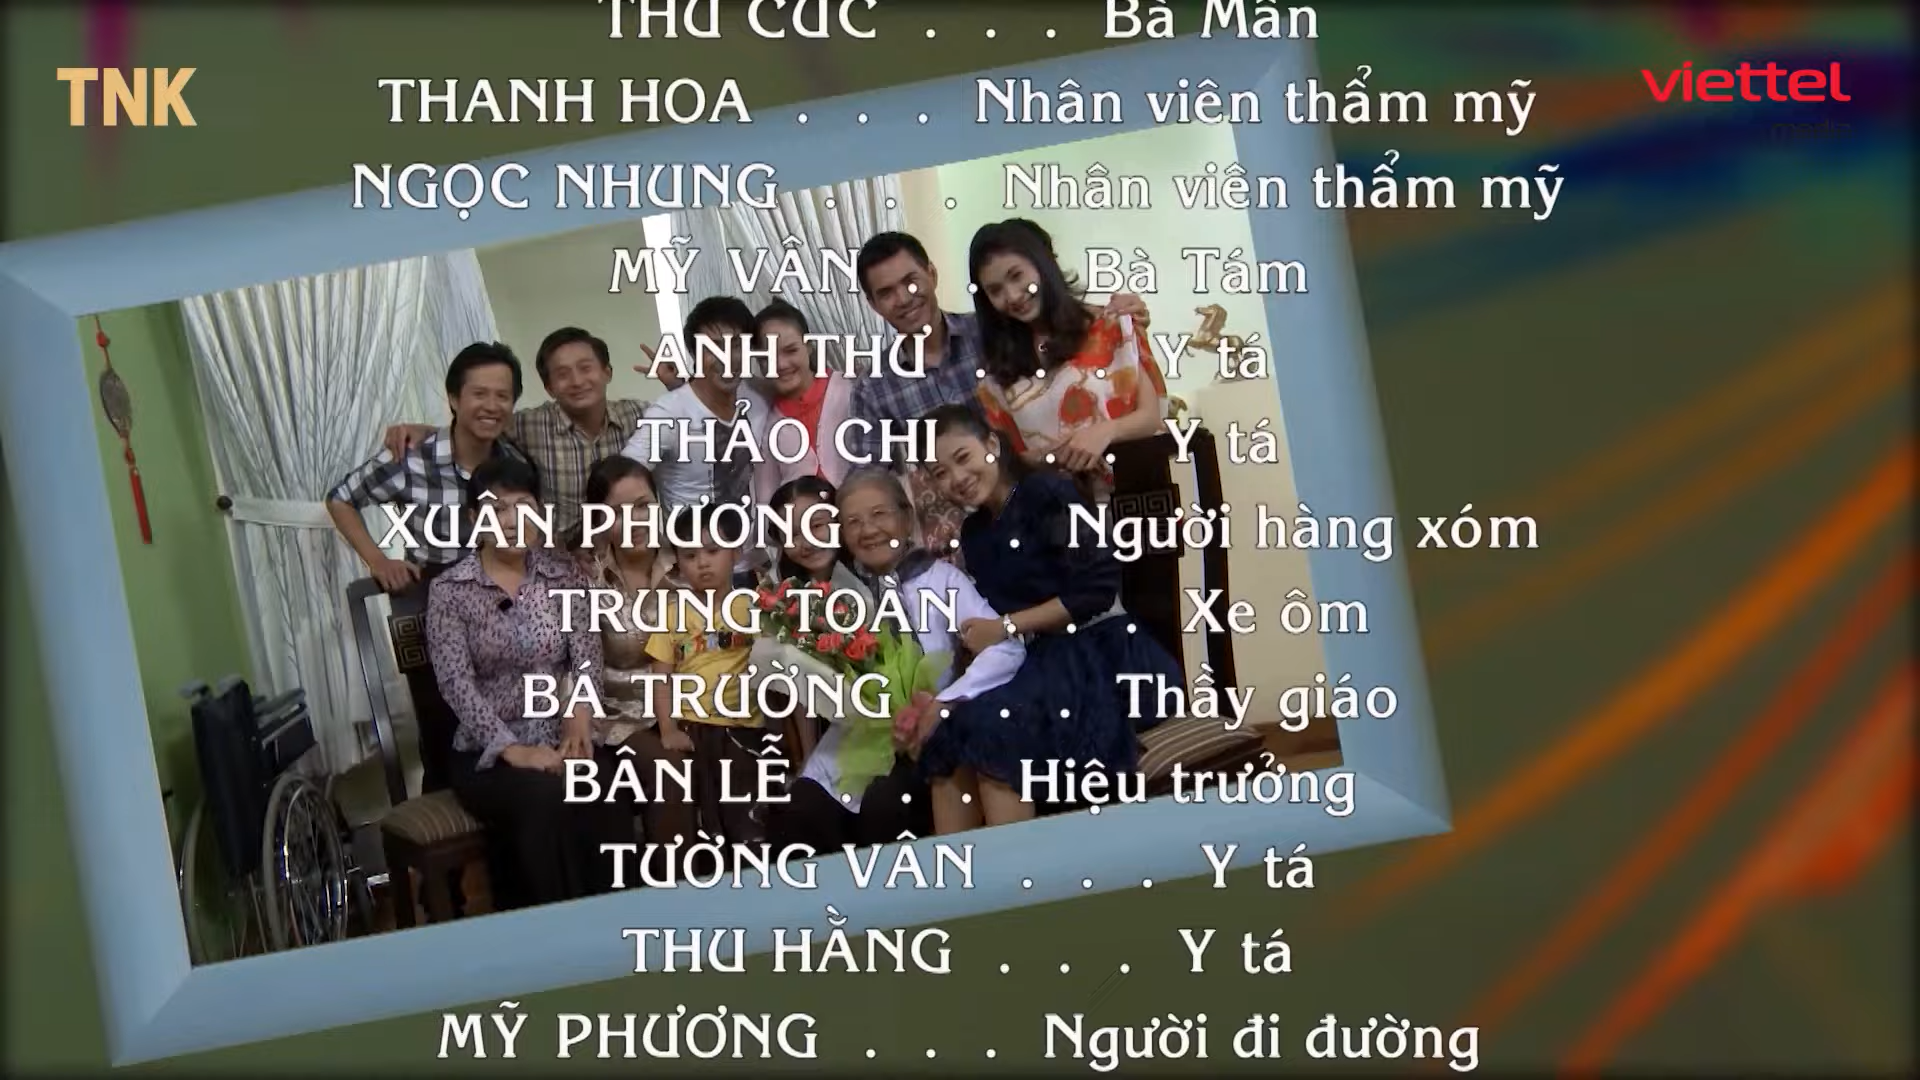 THU CÚC . . . Bà Mẫn
TNK
viettel
media
THANH HOA . . . Nhân viên thẩm mỹ
NGỌC NHUNG . . . Nhân viên thẩm mỹ
MỸ VÂN . . . Bà Tám
ANH THƯ . . . Y tá
THẢO CHI . . . Y tá
XUÂN PHƯƠNG . . . Người hàng xóm
TRUNG TOÀN . . . Xe ôm
BÁ TRƯỜNG . . . Thầy giáo
BÂN LỄ . . . Hiệu trưởng
TƯỜNG VÂN . . . Y tá
THU HẰNG . . . Y tá
MỸ PHƯƠNG . . . Người đi đường